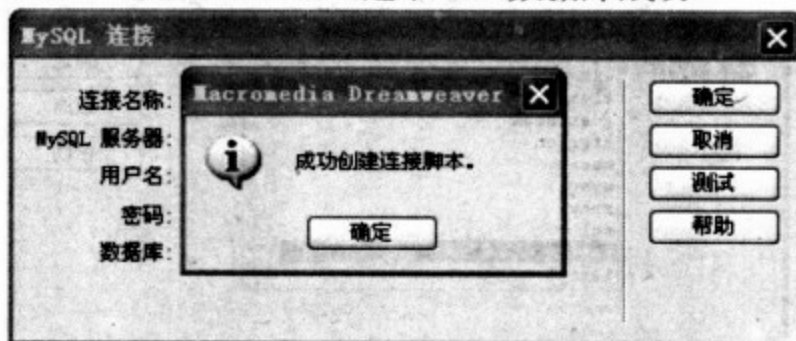 MySQL 连接
连接名称:
Macromedia Dreamweaver
确定
MySQL 服务器:
成功创建连接脚本。
取消
用户名:
测试
密码:
确定
帮助
数据库: